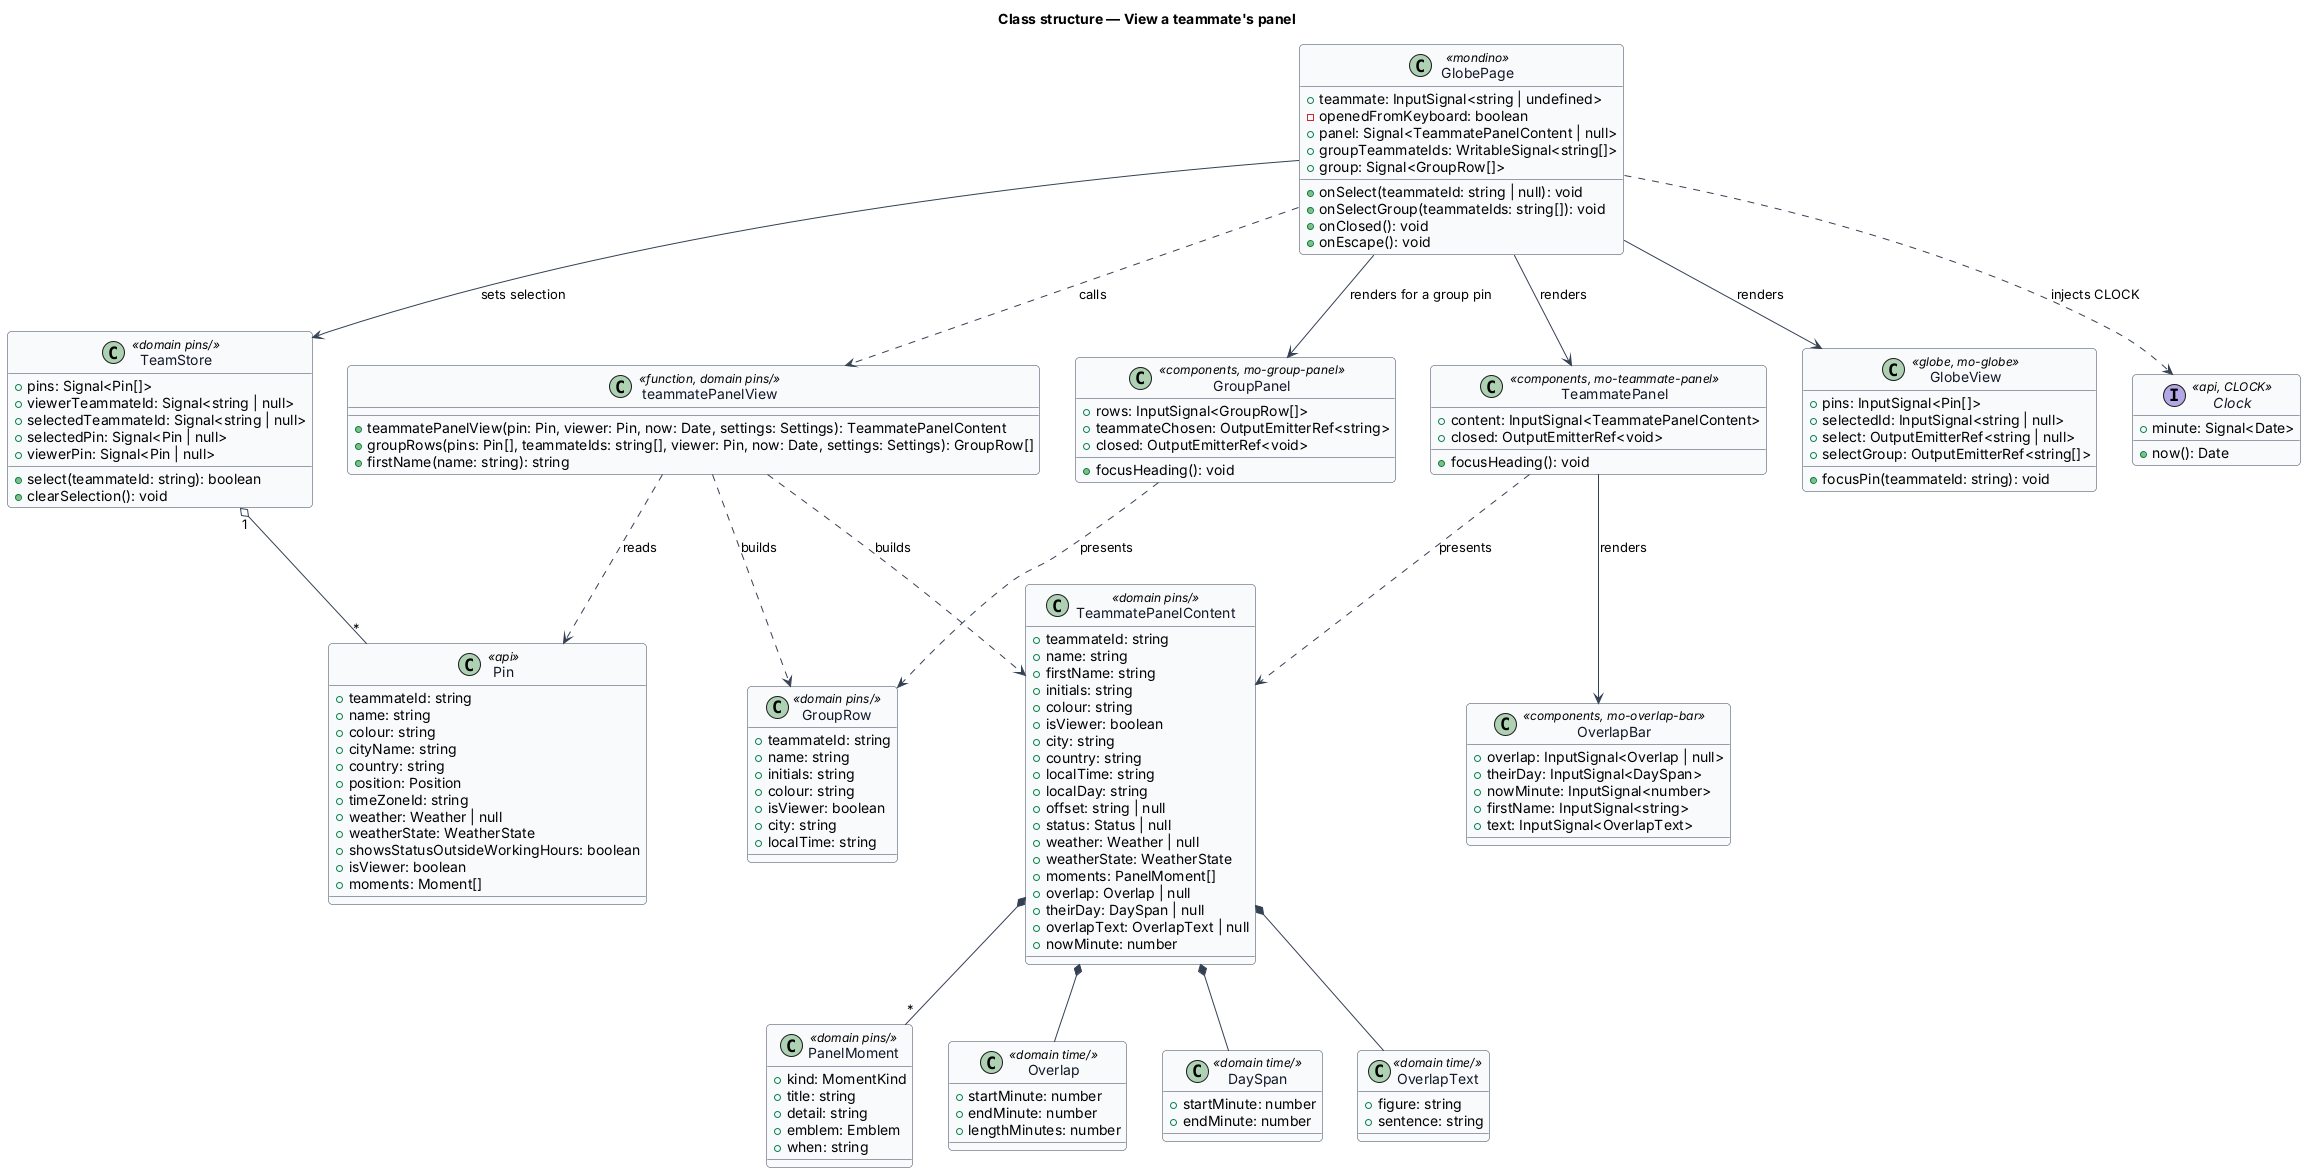 Class structure — View a teammate's panel
«mondino»
GlobePage
teammate: InputSignal<string | undefined>
openedFromKeyboard: boolean
panel: Signal<TeammatePanelContent | null>
groupTeammateIds: WritableSignal<string[]>
group: Signal<GroupRow[]>
onSelect(teammateId: string | null): void
onSelectGroup(teammateIds: string[]): void
onClosed(): void
onEscape(): void
sets selection
calls
renders for a group pin
renders
renders
injects CLOCK
«domain pins/»
TeamStore
pins: Signal<Pin[]>
viewerTeammateId: Signal<string | null>
selectedTeammateId: Signal<string | null>
selectedPin: Signal<Pin | null>
viewerPin: Signal<Pin | null>
select(teammateId: string): boolean
clearSelection(): void
«function, domain pins/»
teammatePanelView
teammatePanelView(pin: Pin, viewer: Pin, now: Date, settings: Settings): TeammatePanelContent
groupRows(pins: Pin[], teammateIds: string[], viewer: Pin, now: Date, settings: Settings): GroupRow[]
firstName(name: string): string
«components, mo-group-panel»
GroupPanel
rows: InputSignal<GroupRow[]>
teammateChosen: OutputEmitterRef<string>
closed: OutputEmitterRef<void>
focusHeading(): void
«components, mo-teammate-panel»
TeammatePanel
content: InputSignal<TeammatePanelContent>
closed: OutputEmitterRef<void>
focusHeading(): void
«globe, mo-globe»
GlobeView
pins: InputSignal<Pin[]>
selectedId: InputSignal<string | null>
select: OutputEmitterRef<string | null>
selectGroup: OutputEmitterRef<string[]>
focusPin(teammateId: string): void
«api, CLOCK»
Clock
minute: Signal<Date>
now(): Date
1
*
reads
builds
builds
presents
presents
renders
«api»
Pin
teammateId: string
name: string
colour: string
cityName: string
country: string
position: Position
timeZoneId: string
weather: Weather | null
weatherState: WeatherState
showsStatusOutsideWorkingHours: boolean
isViewer: boolean
moments: Moment[]
«domain pins/»
GroupRow
teammateId: string
name: string
initials: string
colour: string
isViewer: boolean
city: string
localTime: string
«domain pins/»
TeammatePanelContent
teammateId: string
name: string
firstName: string
initials: string
colour: string
isViewer: boolean
city: string
country: string
localTime: string
localDay: string
offset: string | null
status: Status | null
weather: Weather | null
weatherState: WeatherState
moments: PanelMoment[]
overlap: Overlap | null
theirDay: DaySpan | null
overlapText: OverlapText | null
nowMinute: number
«components, mo-overlap-bar»
OverlapBar
overlap: InputSignal<Overlap | null>
theirDay: InputSignal<DaySpan>
nowMinute: InputSignal<number>
firstName: InputSignal<string>
text: InputSignal<OverlapText>
*
«domain pins/»
PanelMoment
kind: MomentKind
title: string
detail: string
emblem: Emblem
when: string
«domain time/»
Overlap
startMinute: number
endMinute: number
lengthMinutes: number
«domain time/»
DaySpan
startMinute: number
endMinute: number
«domain time/»
OverlapText
figure: string
sentence: string